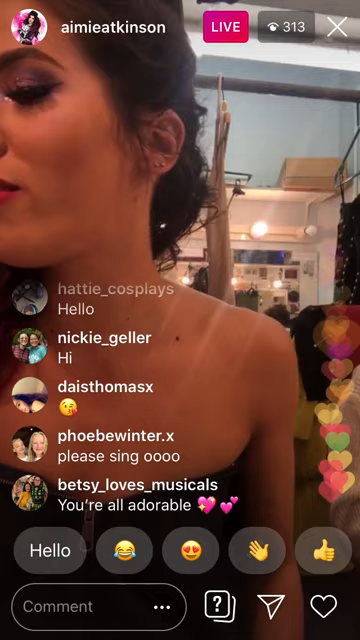 aimieatkinson
LIVE
313
hattie_cosplays
Hello
nickie_geller
Hi
daisthomasx
😘
phoebewinter.x
please sing oooo
betsy_loves_musicals
You're all adorable 💖💕
Hello 😂 😍 👋 👍
Comment